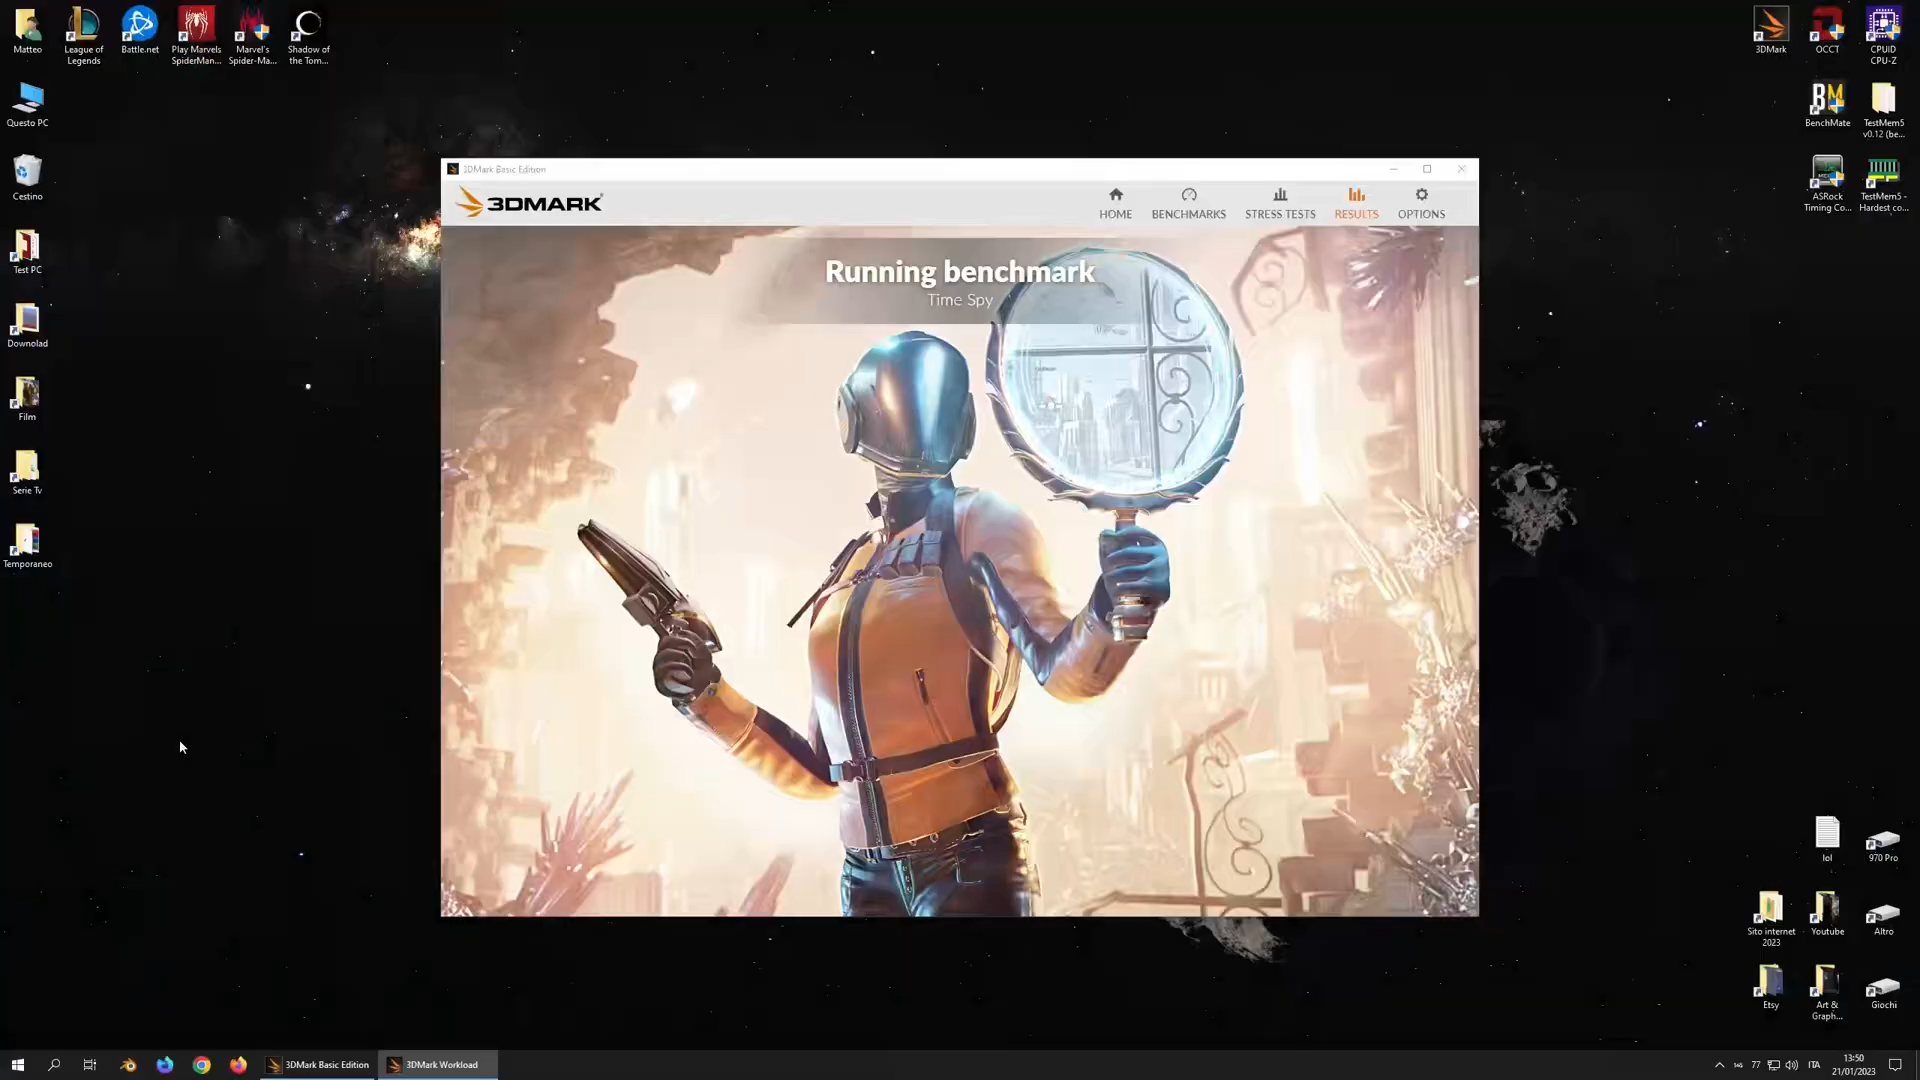 Matteo
League of
Legends
Battle.net
Play Marvels
SpiderMan...
Marvel's
Spider-Ma...
Shadow of
the Tom...
3DMark
OCCT
CPUID
CPU-Z
Questo PC
BM
BenchMate
TestMem5
v0.12 (be...
Cestino
ASRock
Timing Co...
TestMem5 -
Hardest co...
Test PC
Downolad
Film
Serie Tv
Temporaneo
3DMark Basic Edition
3DMARK
HOME
BENCHMARKS
STRESS TESTS
RESULTS
OPTIONS
Running benchmark
Time Spy
lol
970 Pro
Sito internet
2023
Youtube
Altro
Etsy
Art &
Graph...
Giochi
3DMark Basic Edition
3DMark Workload
77
ITA
13:50
21/01/2023